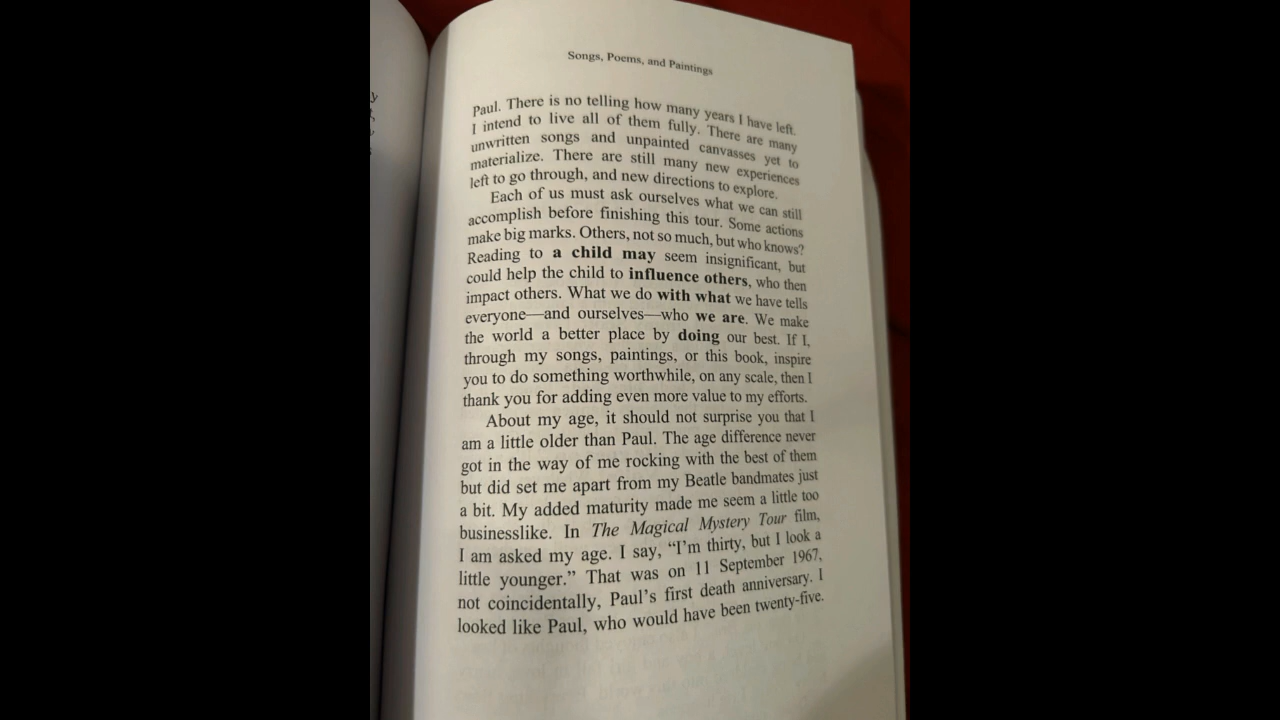 Songs, Poems, and Paintings
Paul. There is no telling how many years I have left.
I intend to live all of them fully. There are many
unwritten songs and unpainted canvasses yet to
materialize. There are still many new experiences
left to go through, and new directions to explore.
Each of us must ask ourselves what we can still
accomplish before finishing this tour. Some actions
make big marks. Others, not so much, but who knows?
Reading to a child may seem insignificant, but
could help the child to influence others, who then
impact others. What we do with what we have tells
everyone—and ourselves—who we are. We make
the world a better place by doing our best. If I,
through my songs, paintings, or this book, inspire
you to do something worthwhile, on any scale, then I
thank you for adding even more value to my efforts.
About my age, it should not surprise you that I
am a little older than Paul. The age difference never
got in the way of me rocking with the best of them
but did set me apart from my Beatle bandmates just
a bit. My added maturity made me seem a little too
businesslike. In The Magical Mystery Tour film,
I am asked my age. I say, “I’m thirty, but I look a
little younger.” That was on 11 September 1967,
not coincidentally, Paul’s first death anniversary. I
looked like Paul, who would have been twenty-five.